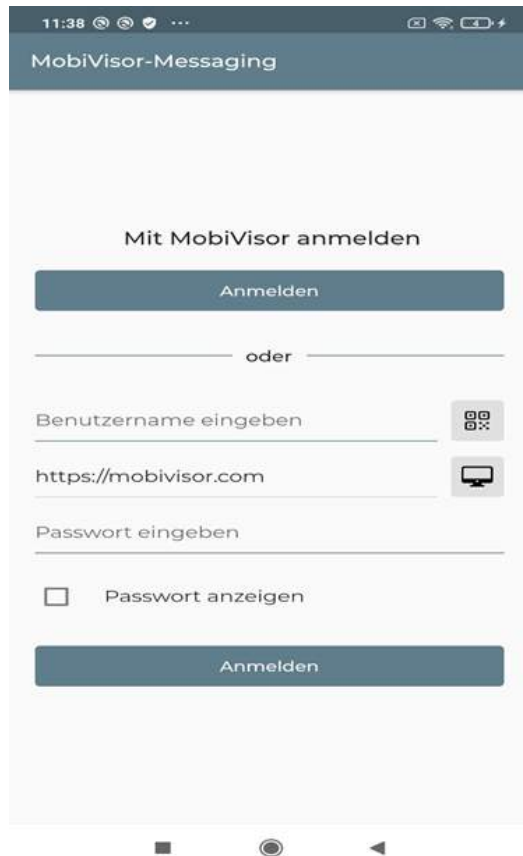 11:38
4
MobiVisor-Messaging
Mit MobiVisor anmelden
Anmelden
oder
Benutzername eingeben
https://mobivisor.com
Passwort eingeben
Passwort anzeigen
Anmelden